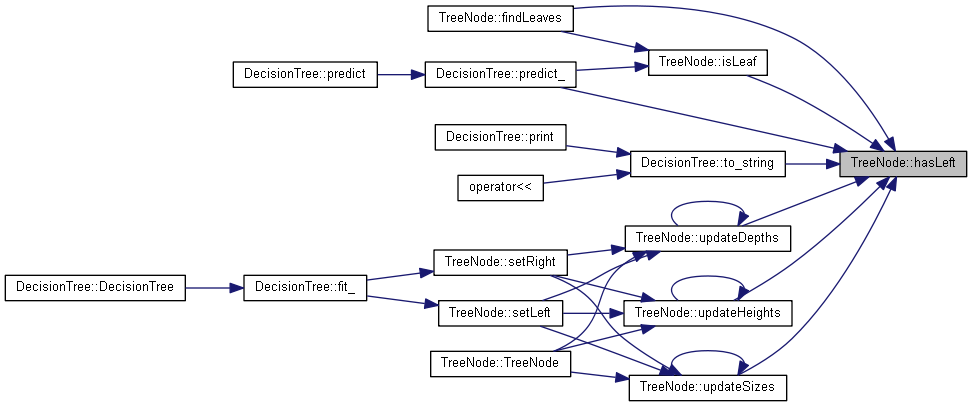 TreeNode::findLeaves
TreeNode::isLeaf
DecisionTree::predict
DecisionTree::predict_
DecisionTree::print
DecisionTree::to_string
TreeNode::hasLeft
operator<<
TreeNode::updateDepths
TreeNode::setRight
DecisionTree::DecisionTree
DecisionTree::fit_
TreeNode::setLeft
TreeNode::updateHeights
TreeNode::TreeNode
TreeNode::updateSizes